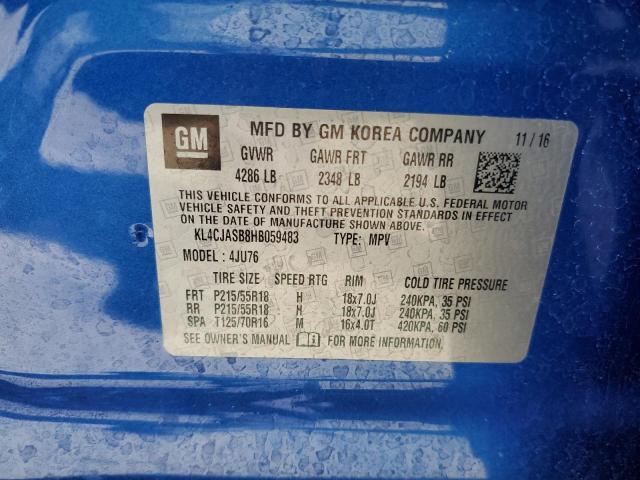 GM
MFD BY GM KOREA COMPANY 11/16
GVWR GAWR FRT GAWR RR
4286 LB 2348 LB 2194 LB
THIS VEHICLE CONFORMS TO ALL APPLICABLE U.S. FEDERAL MOTOR
VEHICLE SAFETY AND THEFT PREVENTION STANDARDS IN EFFECT
ON THE DATE OF MANUFACTURE SHOWN ABOVE.
KL4CJASB8HB059483 TYPE: MPV
MODEL: 4JU76
TIRE SIZE SPEED RTG RIM COLD TIRE PRESSURE
FRT P215/55R18 H 18x7.0J 240KPA, 35 PSI
RR P215/55R18 H 18x7.0J 240KPA, 35 PSI
SPA T125/70R16 M 16x4.0T 420KPA, 60 PSI
SEE OWNER'S MANUAL FOR MORE INFORMATION.